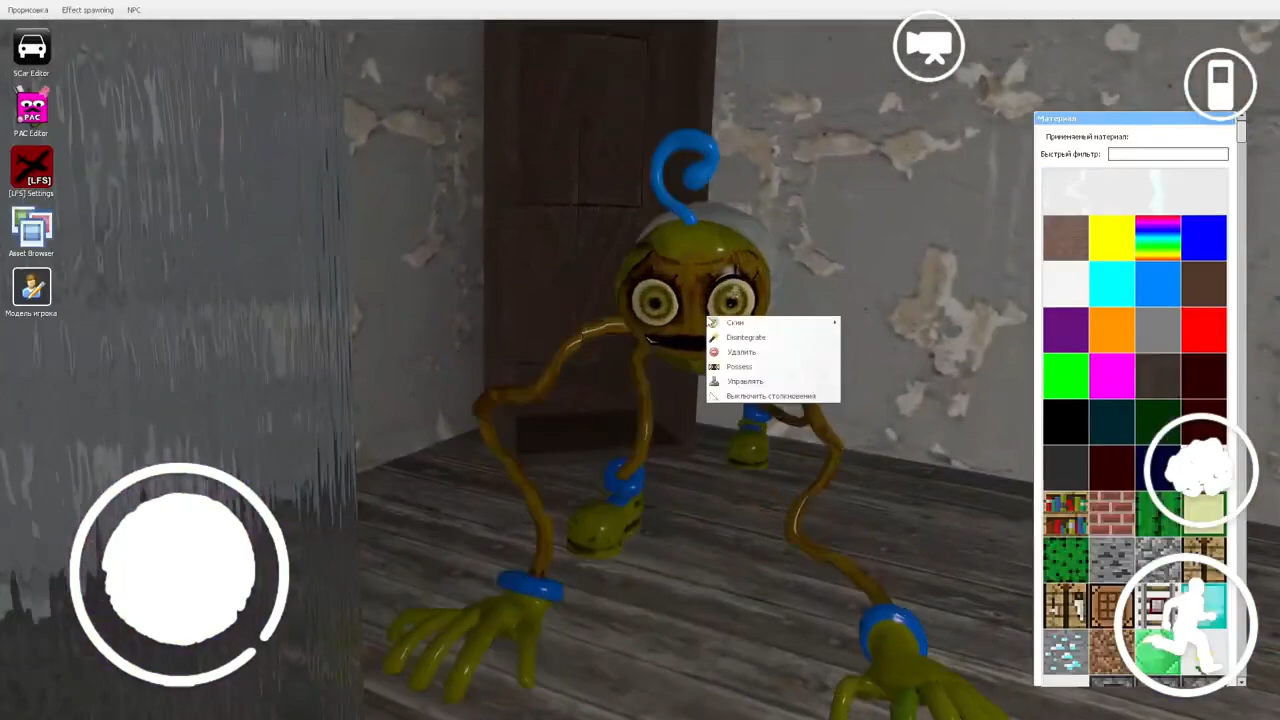 Прорисовка Effect spawning NPC
SCar Editor
PAC
PAC Editor
[LFS]
[LFS] Settings
Asset Browser
Модель игрока
Скин
Disintegrate
Удалить
Possess
Управлять
Выключить столкновения
Материал
Применяемый материал:
Быстрый фильтр: